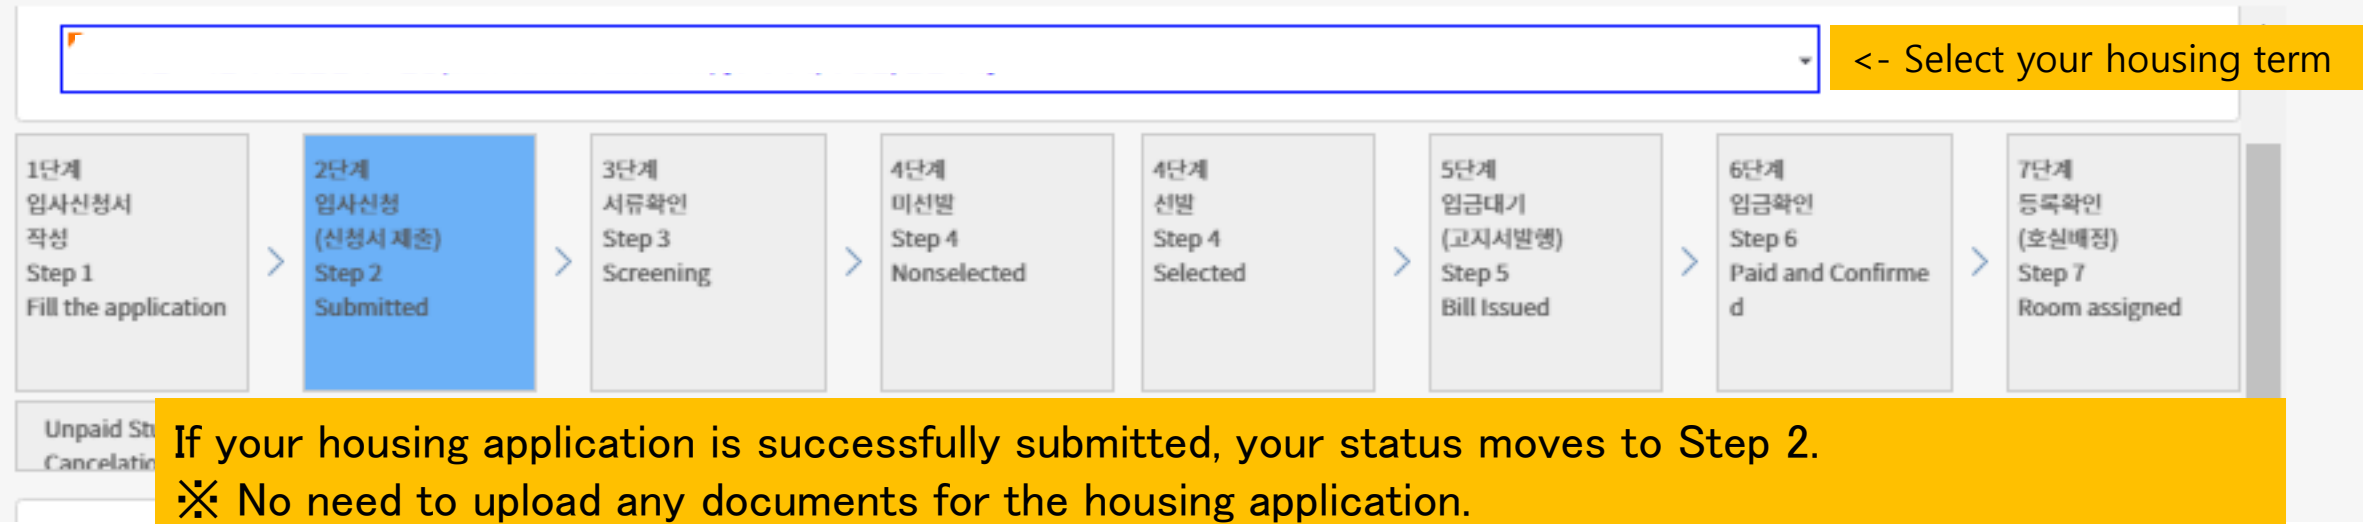 <- Select your housing term
1단계
입사신청서
작성
Step 1
Fill the application
2단계
입사신청
(신청서 제출)
Step 2
Submitted
3단계
서류확인
Step 3
Screening
4단계
미선발
Step 4
Nonselected
4단계
선발
Step 4
Selected
5단계
입금대기
(고지서발행)
Step 5
Bill Issued
6단계
입금확인
Step 6
Paid and Confirme
d
7단계
등록확인
(호실배정)
Step 7
Room assigned
Unpaid
If your housing application is successfully submitted, your status moves to Step 2.
※ No need to upload any documents for the housing application.